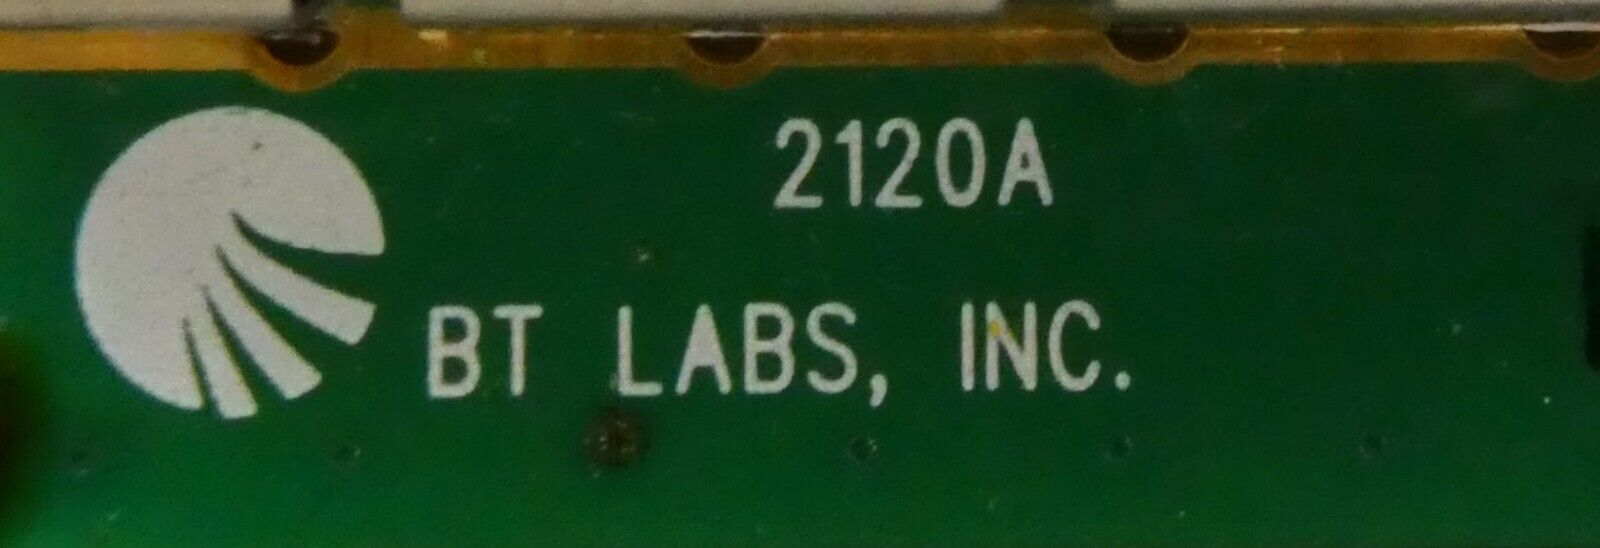 2120A
BT LABS, INC.